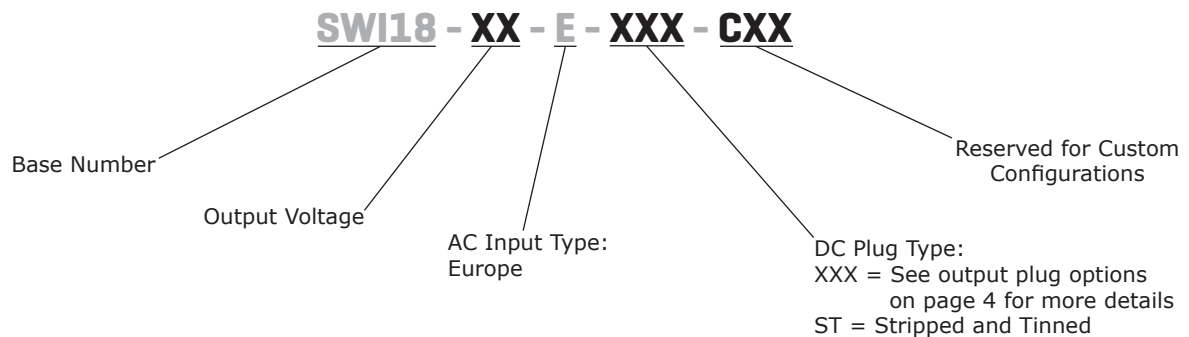 SWI18 - XX - E - XXX - CXX
Base Number
Output Voltage
AC Input Type:
Europe
DC Plug Type:
XXX = See output plug options
on page 4 for more details
ST = Stripped and Tinned
Reserved for Custom
Configurations